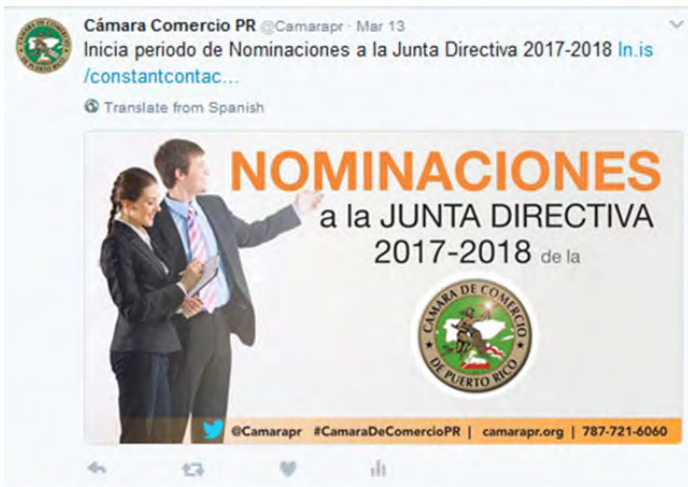 Cámara Comercio PR @Camarapr · Mar 13
Inicia periodo de Nominaciones a la Junta Directiva 2017-2018 ln.is
/constantcontac...
Translate from Spanish
NOMINACIONES
a la JUNTA DIRECTIVA
2017-2018 de la
CAMARA DE COMERCIO
DE PUERTO RICO
@Camarapr #CamaraDeComercioPR | camarapr.org | 787-721-6060